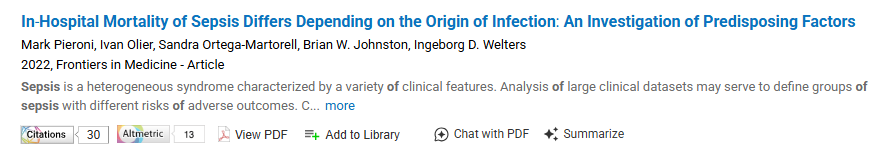 In-Hospital Mortality of Sepsis Differs Depending on the Origin of Infection: An Investigation of Predisposing Factors
Mark Pieroni, Ivan Olier, Sandra Ortega-Martorell, Brian W. Johnston, Ingeborg D. Welters
2022, Frontiers in Medicine - Article
Sepsis is a heterogeneous syndrome characterized by a variety of clinical features. Analysis of large clinical datasets may serve to define groups of
sepsis with different risks of adverse outcomes. C... more
Citations 30 Altmetric 13 View PDF Add to Library Chat with PDF Summarize